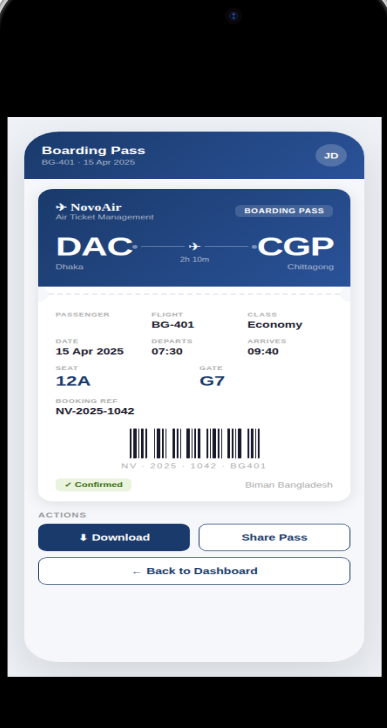 Boarding Pass
BG-401 · 15 Apr 2025
JD
✈ NovoAir
Air Ticket Management
BOARDING PASS
DAC ✈ CGP
2h 10m
Dhaka Chittagong
PASSENGER FLIGHT CLASS
BG-401 Economy
DATE DEPARTS ARRIVES
15 Apr 2025 07:30 09:40
SEAT GATE
12A G7
BOOKING REF
NV-2025-1042
NV · 2025 · 1042 · BG401
✓ Confirmed Biman Bangladesh
ACTIONS
⬇ Download Share Pass
← Back to Dashboard